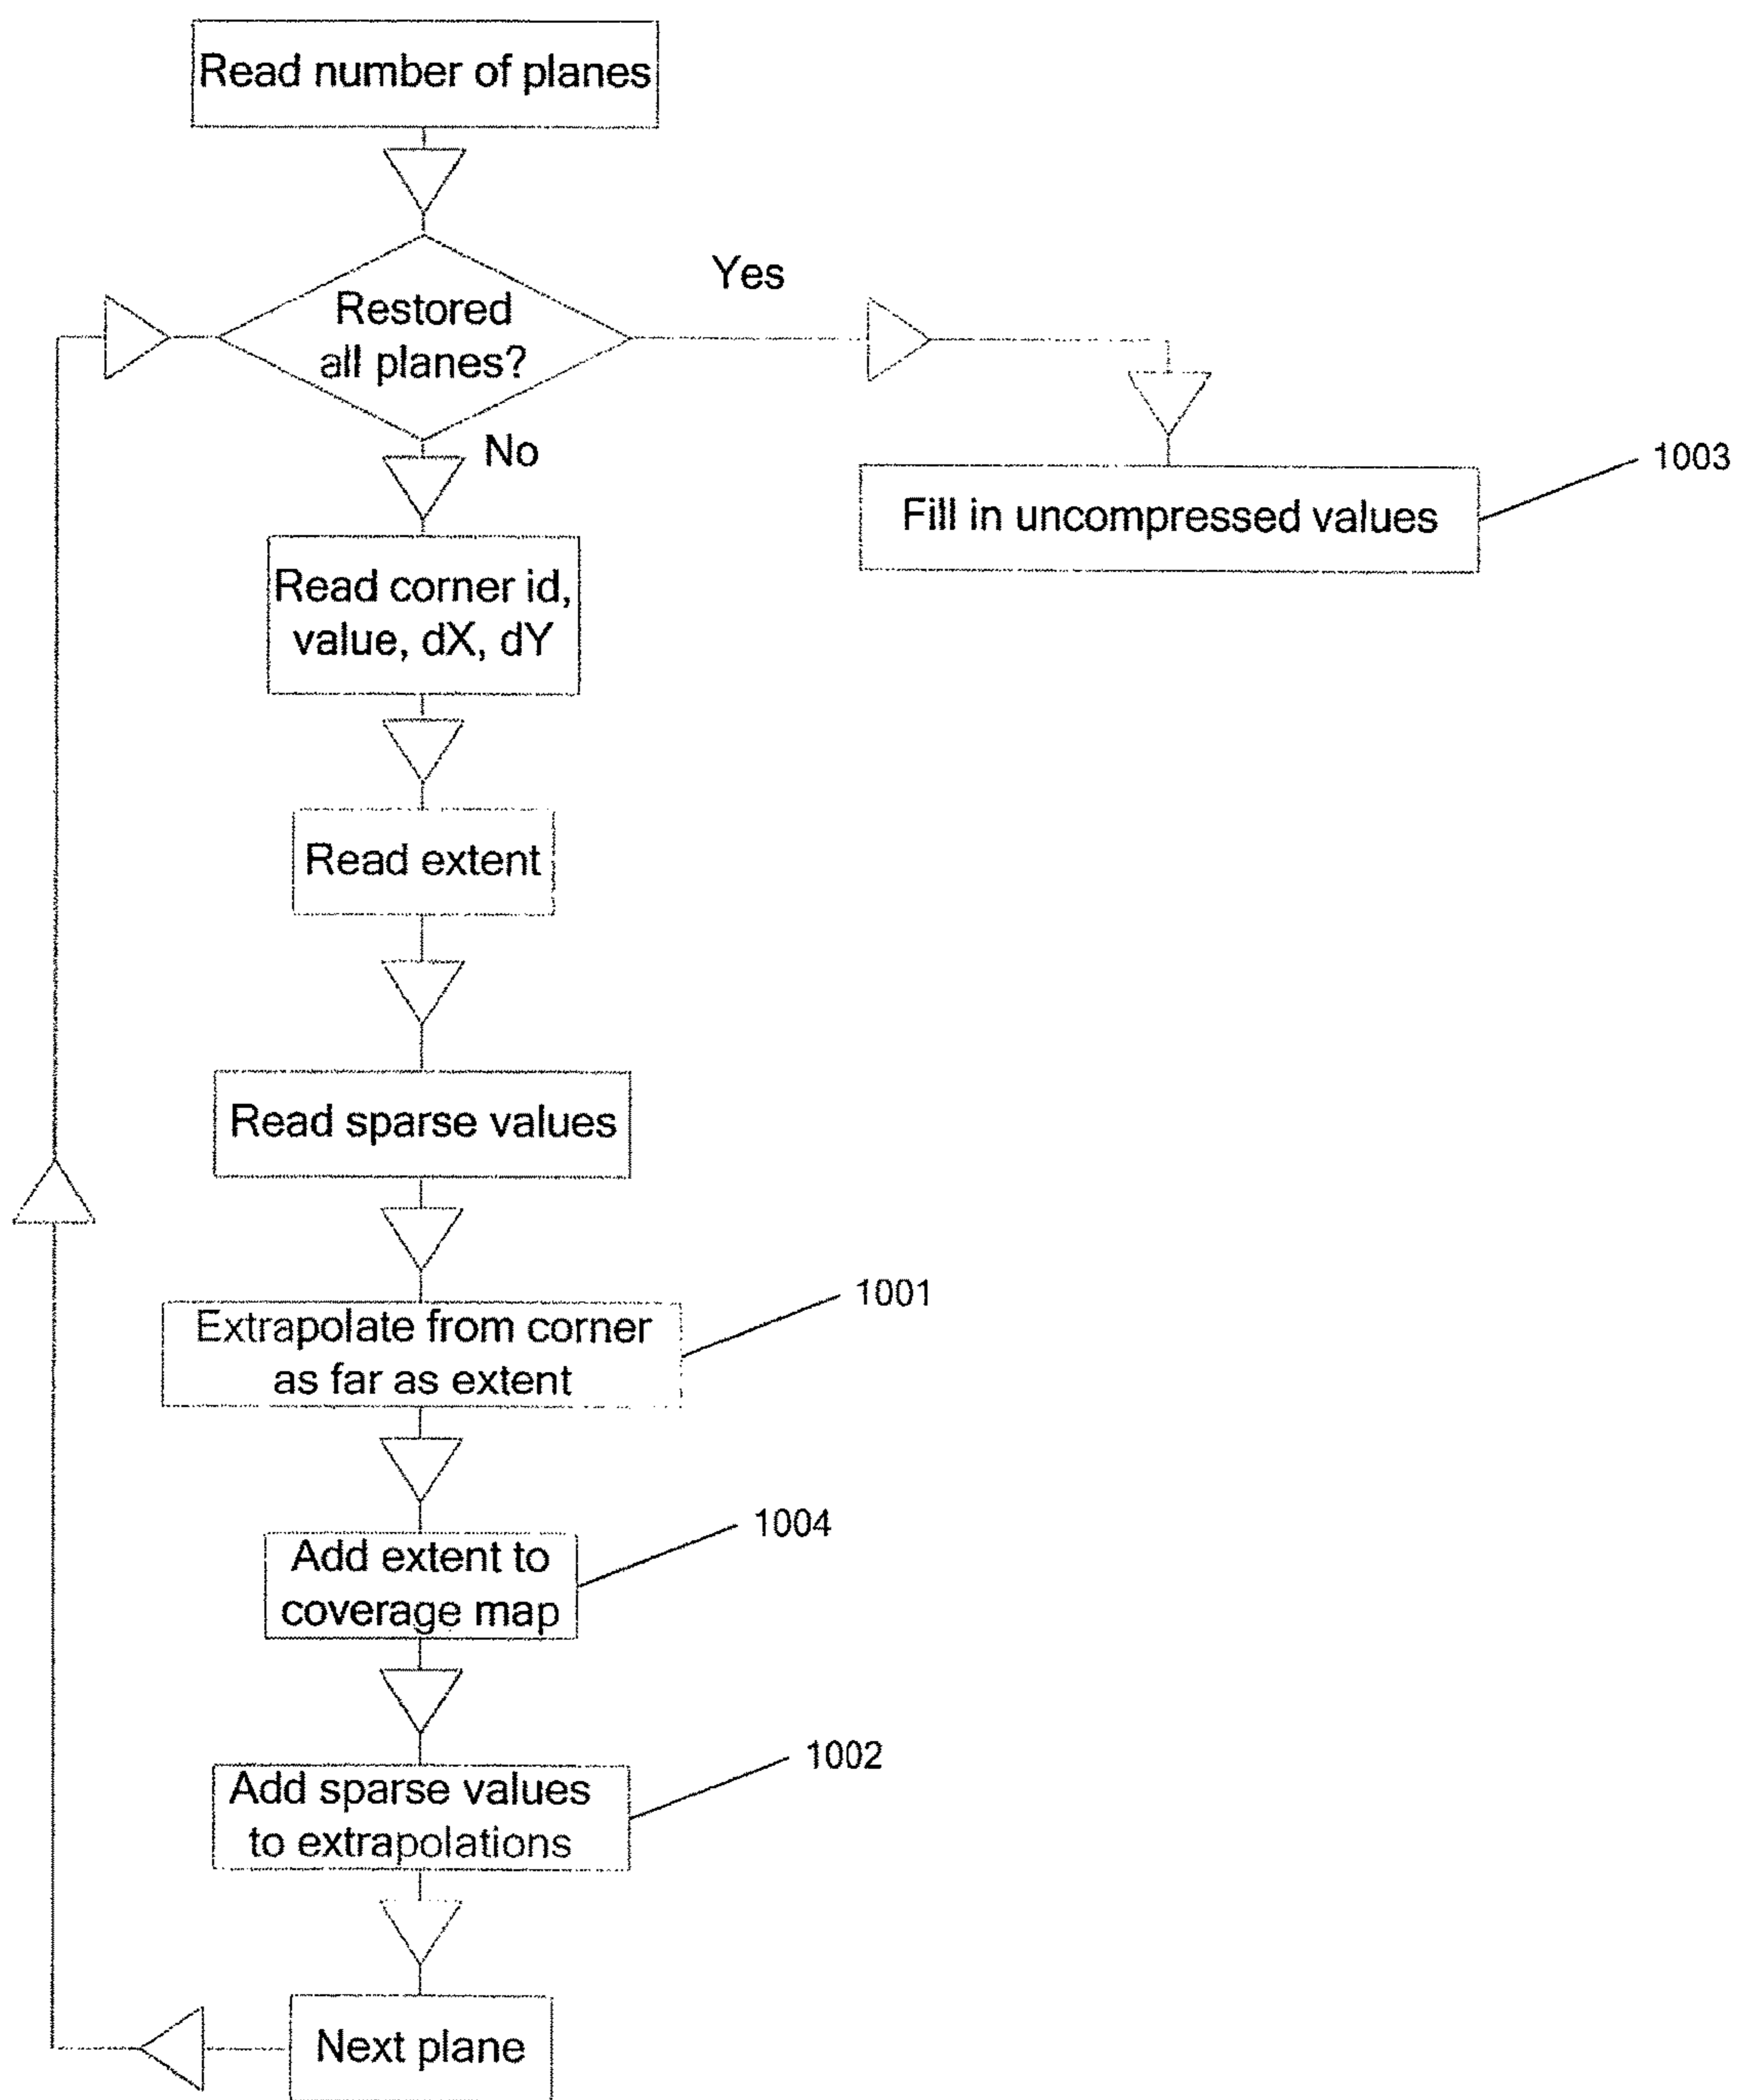 Read number of planes
Yes
Restored
all planes?
No
1003
Fill in uncompressed values
Read corner id,
value, dX, dY
Read extent
Read sparse values
1001
Extrapolate from corner
as far as extent
1004
Add extent to
coverage map
1002
Add sparse values
to extrapolations
Next plane